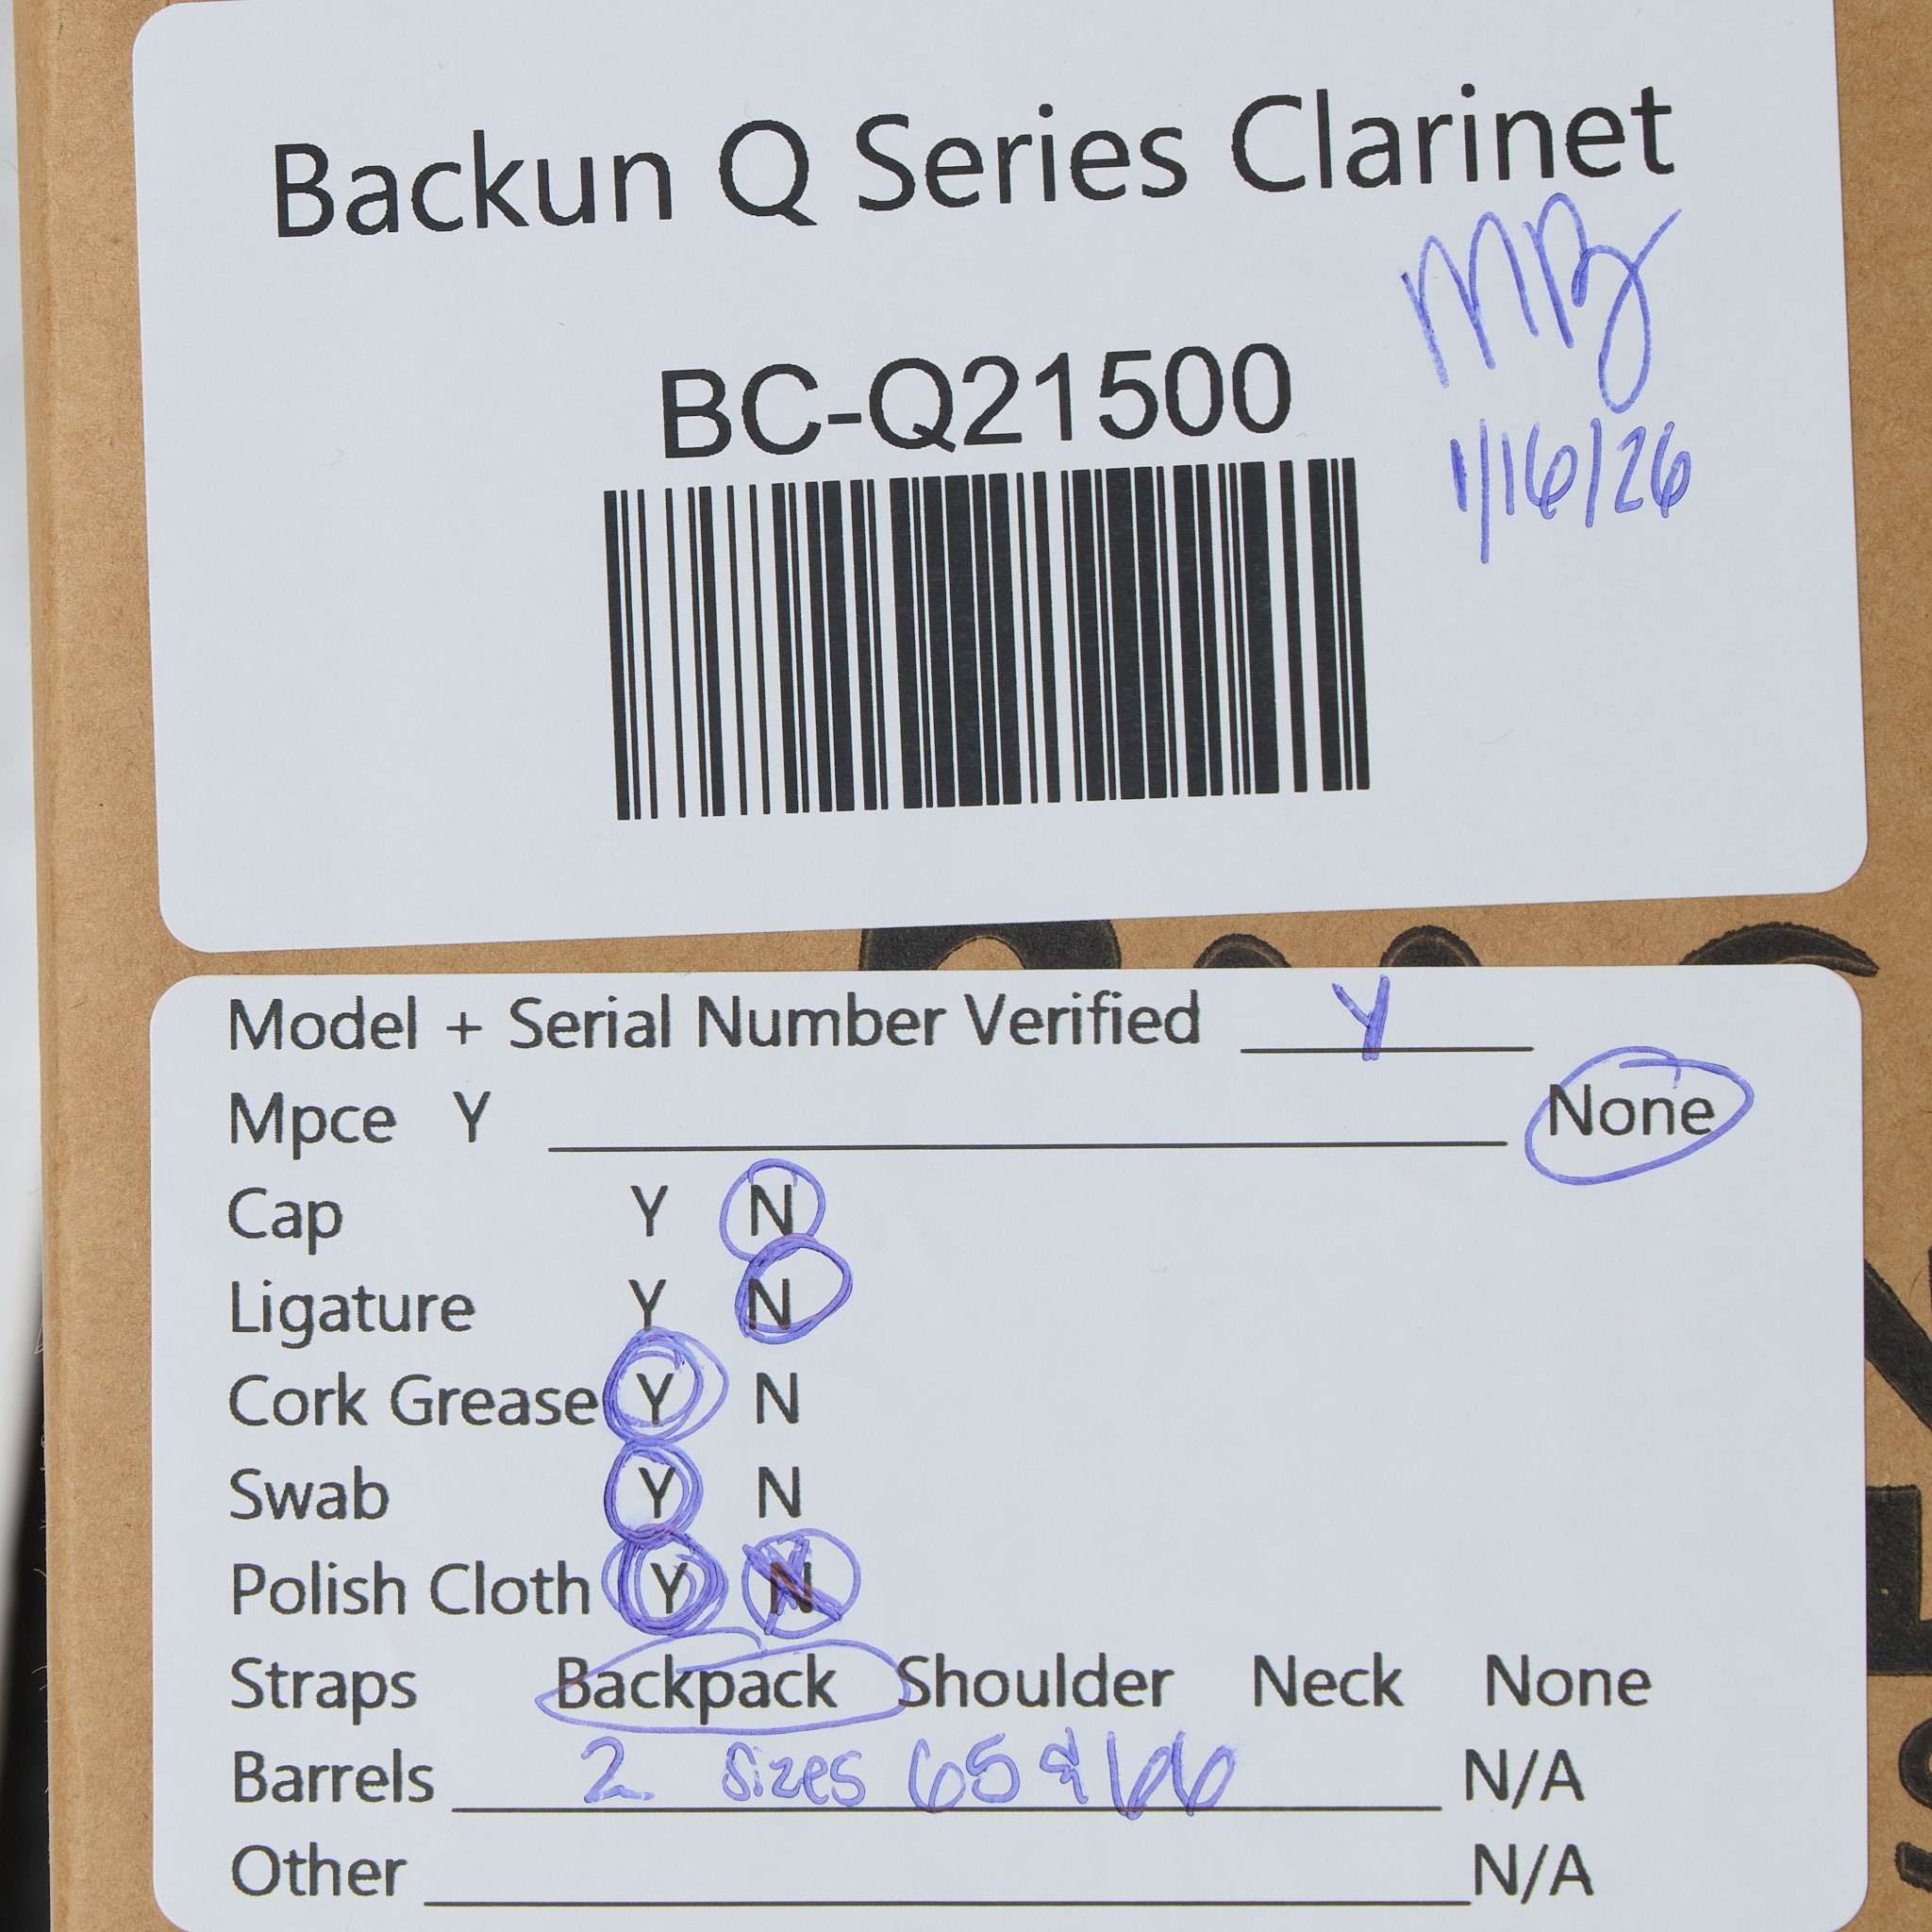 Backun Q Series Clarinet
MB
BC-Q21500
1/16/26
Model + Serial Number Verified Y
Mpce Y None
Cap Y N
Ligature Y N
Cork Grease Y N
Swab Y N
Polish Cloth Y N
Straps Backpack Shoulder Neck None
Barrels 2 sizes 65 & 66 N/A
Other N/A